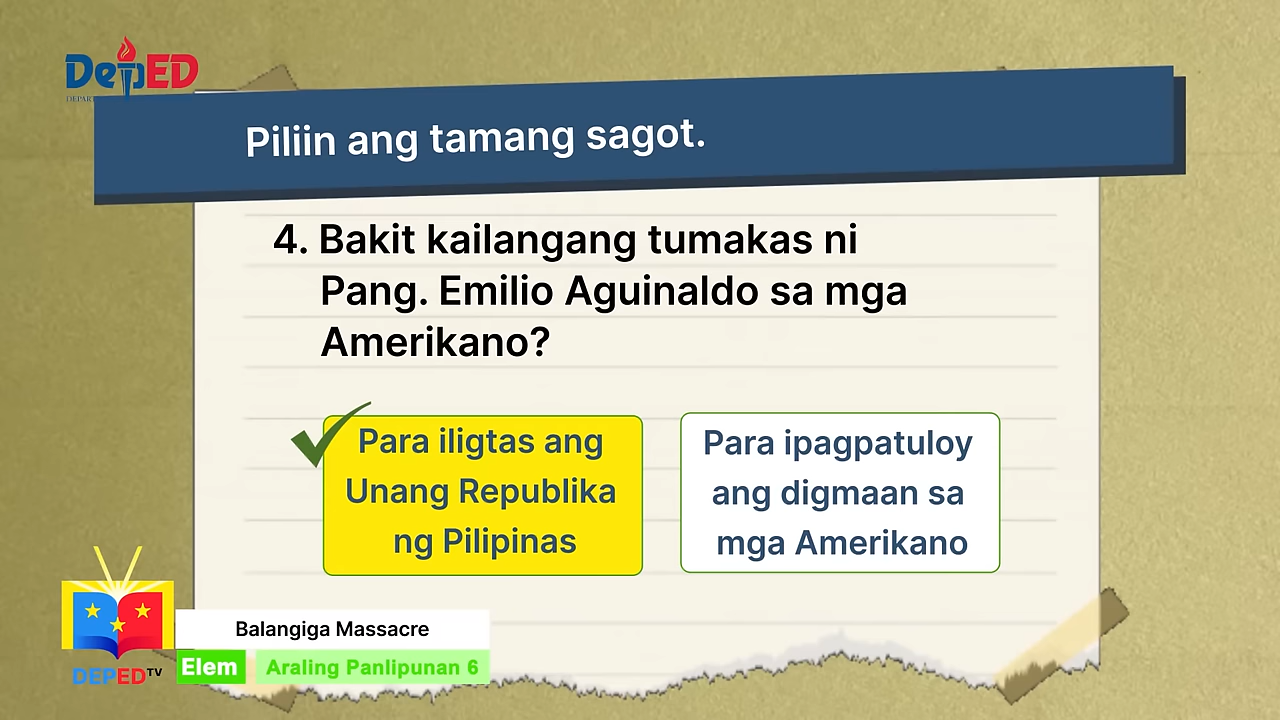 DepED
Piliin ang tamang sagot.
4. Bakit kailangang tumakas ni
Pang. Emilio Aguinaldo sa mga
Amerikano?
Para iligtas ang
Unang Republika
ng Pilipinas
Para ipagpatuloy
ang digmaan sa
mga Amerikano
Balangiga Massacre
Elem
Araling Panlipunan 6
DEPED TV